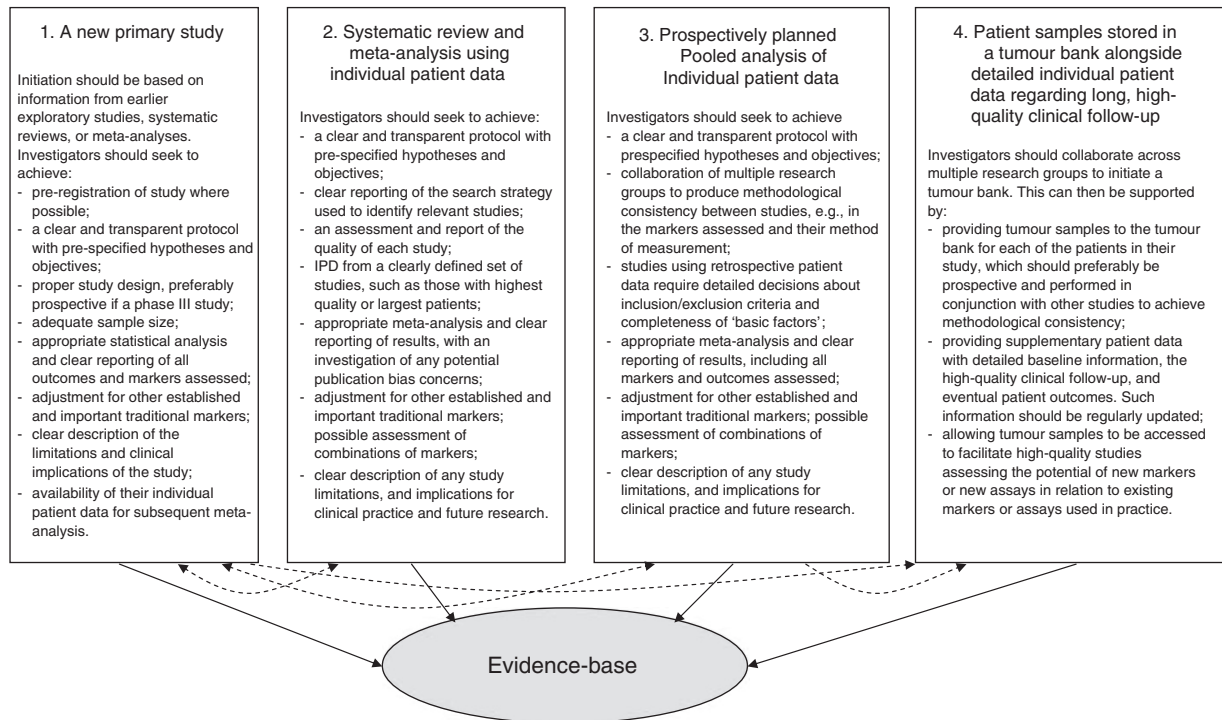 1. A new primary study
Initiation should be based on
information from earlier
exploratory studies, systematic
reviews, or meta-analyses.
Investigators should seek to
achieve:
- pre-registration of study where
possible;
- a clear and transparent protocol
with pre-specified hypotheses and
objectives;
- proper study design, preferably
prospective if a phase III study;
- adequate sample size;
- appropriate statistical analysis
and clear reporting of all
outcomes and markers assessed;
- adjustment for other established
and important traditional markers;
- clear description of the
limitations and clinical
implications of the study;
- availability of their individual
patient data for subsequent meta-
analysis.
2. Systematic review and
meta-analysis using
individual patient data
Investigators should seek to achieve:
- a clear and transparent protocol with
pre-specified hypotheses and
objectives;
- clear reporting of the search strategy
used to identify relevant studies;
- an assessment and report of the
quality of each study;
- IPD from a clearly defined set of
studies, such as those with highest
quality or largest patients;
- appropriate meta-analysis and clear
reporting of results, with an
investigation of any potential
publication bias concerns;
- adjustment for other established and
important traditional markers;
possible assessment of
combinations of markers;
- clear description of any study
limitations, and implications for
clinical practice and future research.
3. Prospectively planned
Pooled analysis of
Individual patient data
Investigators should seek to achieve
- a clear and transparent protocol with
prespecified hypotheses and objectives;
- collaboration of multiple research
groups to produce methodological
consistency between studies, e.g., in
the markers assessed and their method
of measurement;
- studies using retrospective patient
data require detailed decisions about
inclusion/exclusion criteria and
completeness of ‘basic factors’;
- appropriate meta-analysis and clear
reporting of results, including all
markers and outcomes assessed;
- adjustment for other established and
important traditional markers; possible
assessment of combinations of
markers;
- clear description of any study
limitations, and implications for
clinical practice and future research.
4. Patient samples stored in
a tumour bank alongside
detailed individual patient
data regarding long, high-
quality clinical follow-up
Investigators should collaborate across
multiple research groups to initiate a
tumour bank. This can then be supported
by:
- providing tumour samples to the tumour
bank for each of the patients in their
study, which should preferably be
prospective and performed in
conjunction with other studies to achieve
methodological consistency;
- providing supplementary patient data
with detailed baseline information, the
high-quality clinical follow-up, and
eventual patient outcomes. Such
information should be regularly updated;
- allowing tumour samples to be accessed
to facilitate high-quality studies
assessing the potential of new markers
or new assays in relation to existing
markers or assays used in practice.
Evidence-base